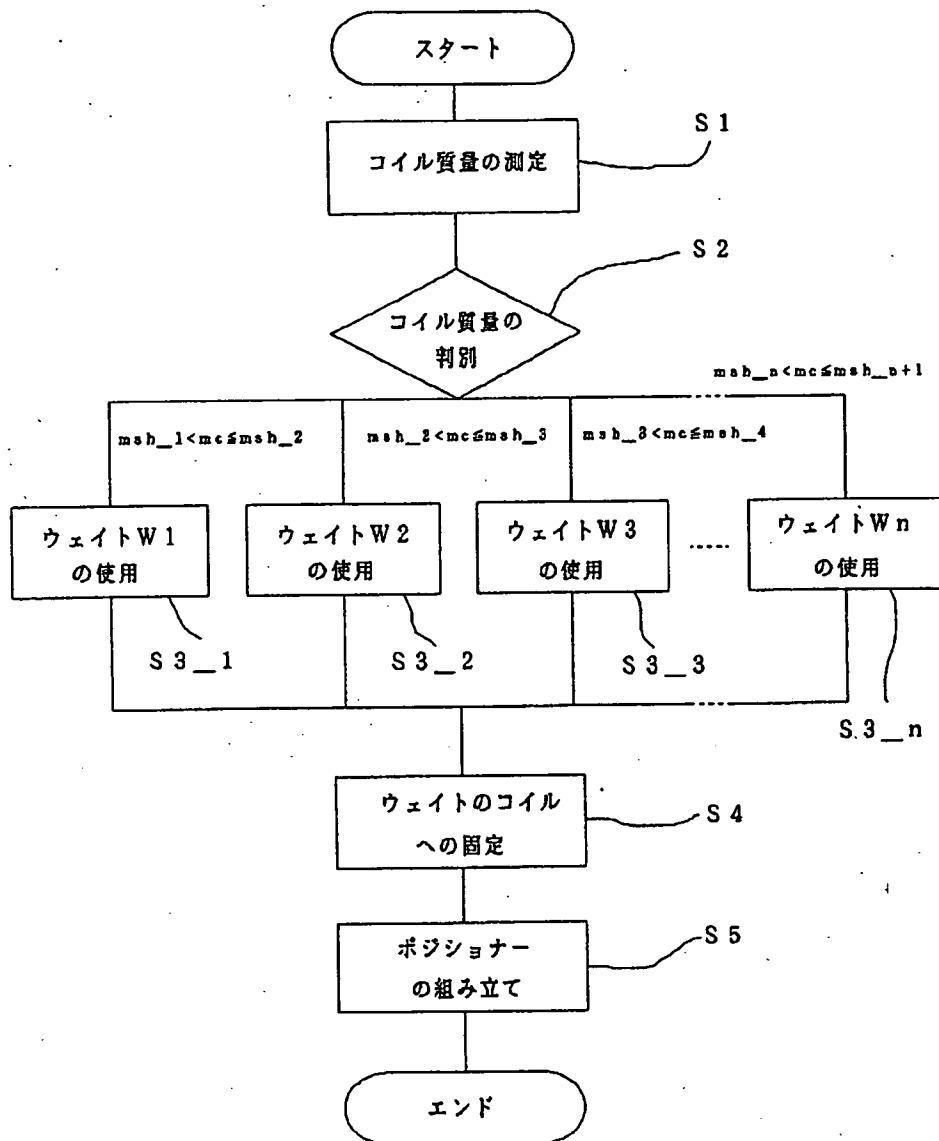 スタート
コイル質量の測定
S1
S2
コイル質量の
判別
msh_n<mc≦msh_n+1
msh_1<mc≦msh_2
msh_2<mc≦msh_3
msh_3<mc≦msh_4
ウェイトW1
の使用
ウェイトW2
の使用
ウェイトW3
の使用
ウェイトWn
の使用
S3_1
S3_2
S3_3
S3_n
ウェイトのコイル
への固定
S4
ポジショナー
の組み立て
S5
エンド